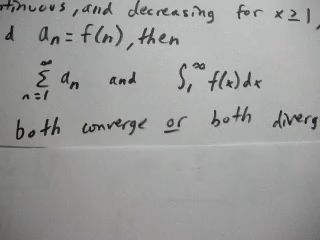 ntinuous, and decreasing for x ≥ 1,
d aₙ = f(n), then
∞∑n=1 aₙ and ∫₁^∞ f(x)dx
both converge or both diverg